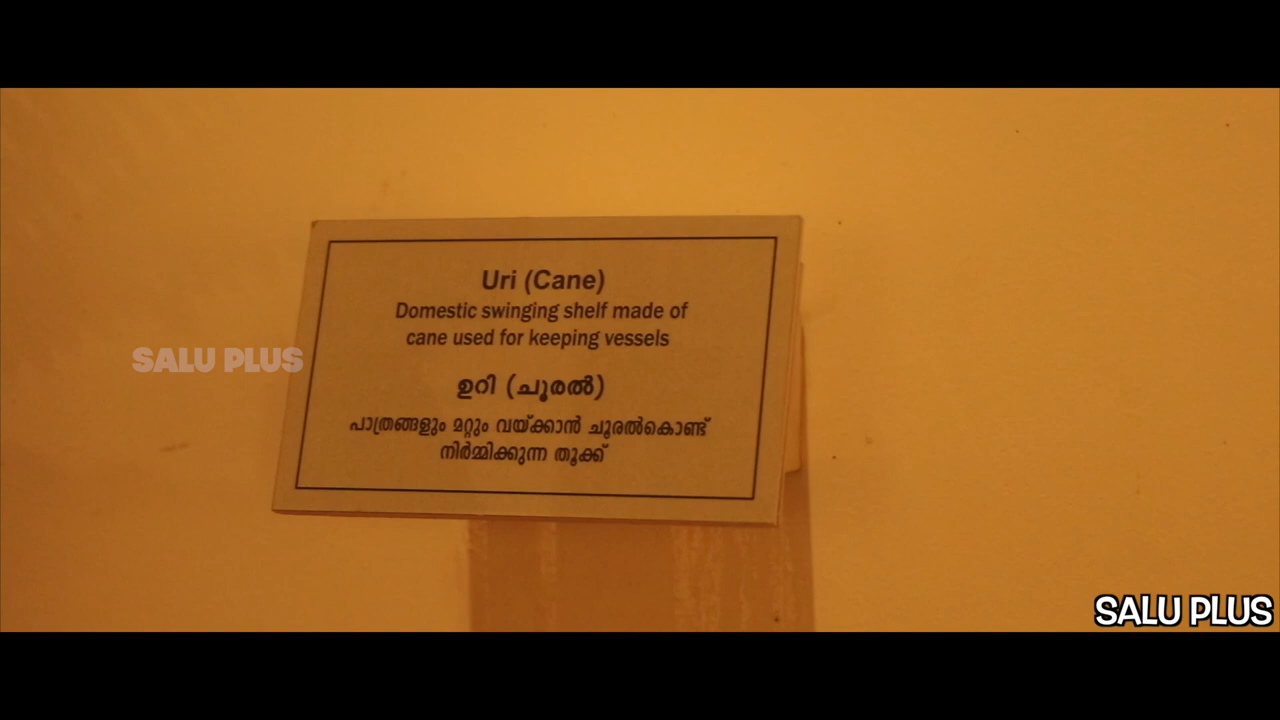 Uri (Cane)
Domestic swinging shelf made of
cane used for keeping vessels
ഉറി (ചൂരൽ)
പാത്രങ്ങളും മറ്റും വയ്ക്കാൻ ചൂരൽകൊണ്ട്
നിർമ്മിക്കുന്ന തൂക്ക്
SALU PLUS
SALU PLUS